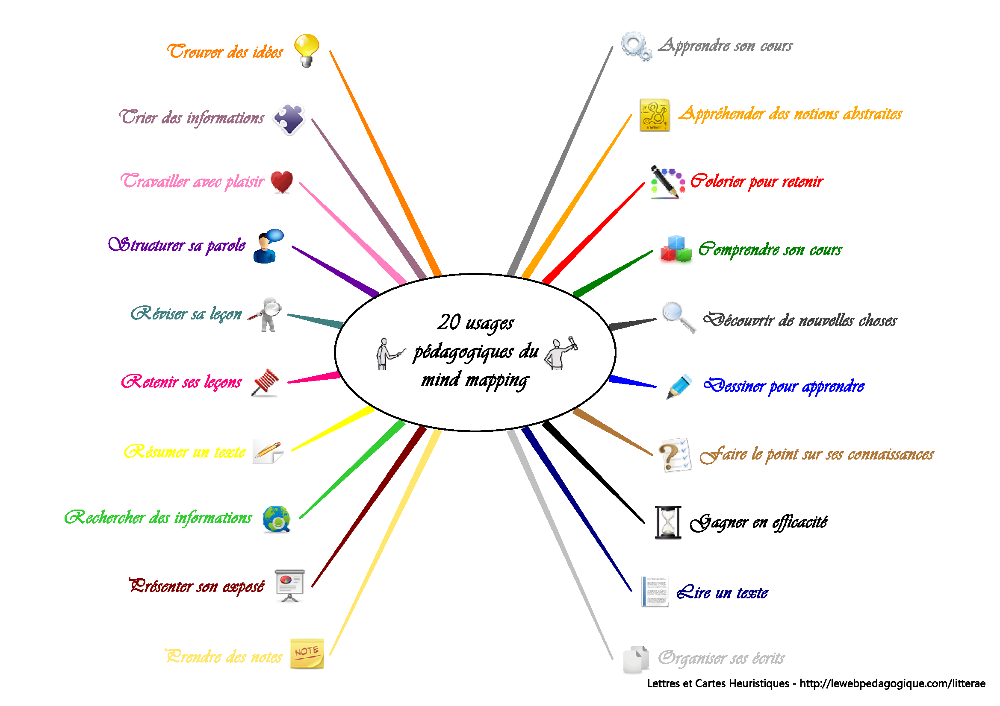 20 usages
pédagogiques du
mind mapping
Apprendre son cours
Appréhender des notions abstraites
Colorier pour retenir
Comprendre son cours
Découvrir de nouvelles choses
Dessiner pour apprendre
Faire le point sur ses connaissances
Gagner en efficacité
Lire un texte
Organiser ses écrits
Prendre des notes
NOTE
Présenter son exposé
Rechercher des informations
Résumer un texte
Retenir ses leçons
Réviser sa leçon
Structurer sa parole
Travailler avec plaisir
Trier des informations
Trouver des idées
Lettres et Cartes Heuristiques - http://lewebpedagogique.com/litterae